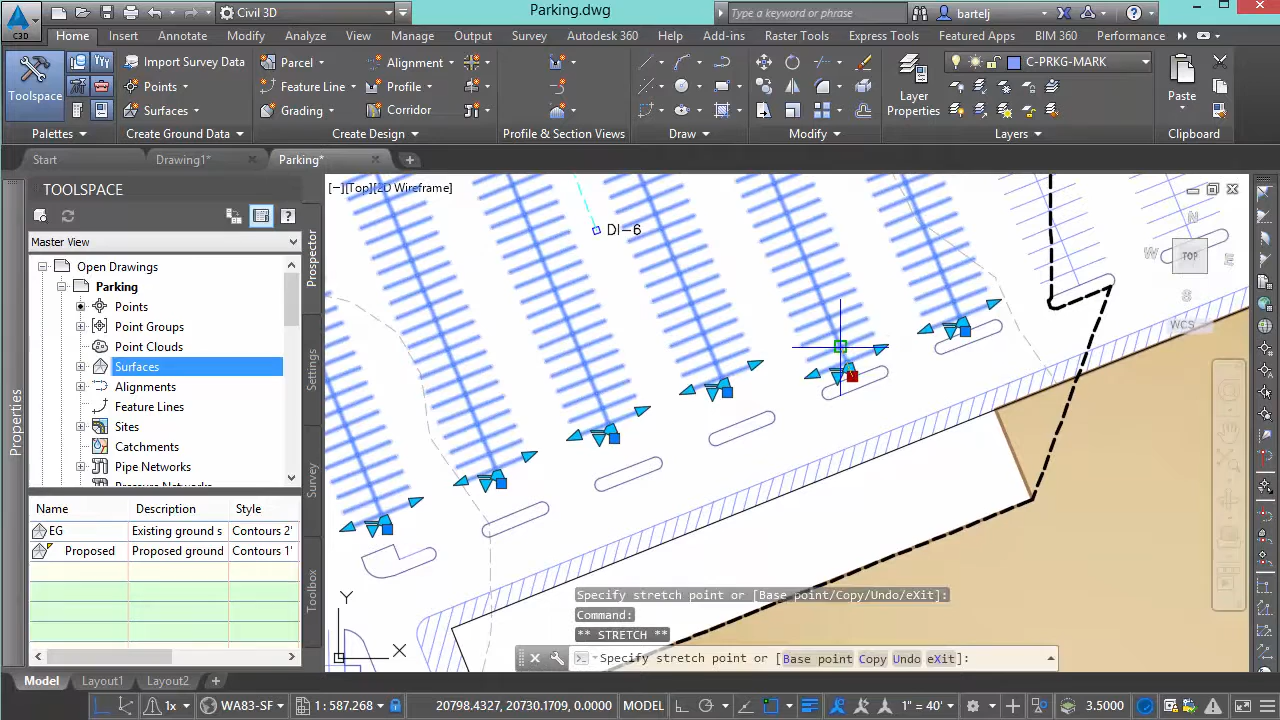 C3D
Civil 3D
Parking.dwg
Type a keyword or phrase
bartelj
Home Insert Annotate Modify Analyze View Manage Output Survey Autodesk 360 Help Add-ins Raster Tools Express Tools Featured Apps BIM 360 Performance
Toolspace
Import Survey Data
Points
Surfaces
Parcel
Feature Line
Grading
Alignment
Profile
Corridor
Layer Properties
C-PRKG-MARK
Paste
Palettes Create Ground Data Create Design Profile & Section Views Draw Modify Layers Clipboard
Start Drawing1* Parking*
TOOLSPACE
[−][Top][2D Wireframe]
Master View
Open Drawings
Parking
Points
Point Groups
Point Clouds
Surfaces
Alignments
Feature Lines
Sites
Catchments
Pipe Networks
Pressure Networks
Name Description Style
EG Existing ground s Contours 2'
Proposed Proposed ground Contours 1'
Properties
Prospector
Settings
Survey
Toolbox
DI-6
N
W TOP E
S
WCS
Y
X
Specify stretch point or [Base point/Copy/Undo/eXit]:
Command:
** STRETCH **
Specify stretch point or [Base point Copy Undo eXit]:
Model Layout1 Layout2
1x WA83-SF 1 : 587.268 20798.4327, 20730.1709, 0.0000 MODEL 1" = 40' 3.5000